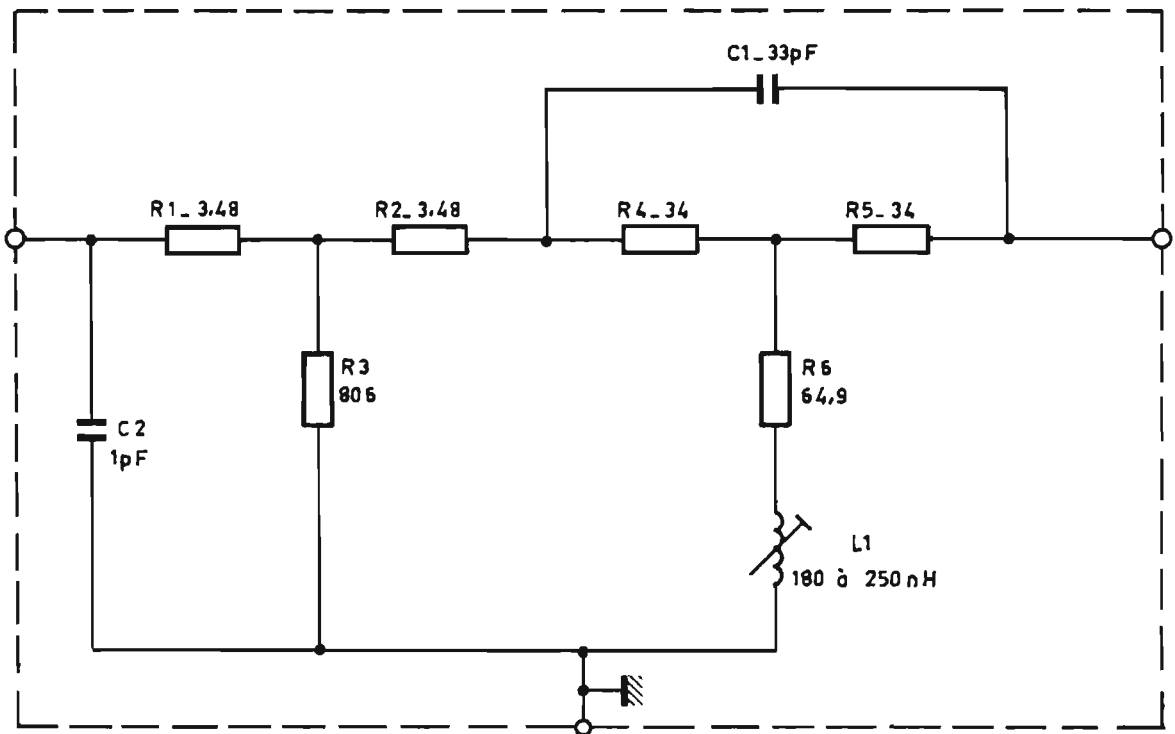 C1_33pF
R1_3,48
R2_3,48
R4_34
R5_34
R3
806
R6
64,9
C2
1pF
L1
180 à 250nH